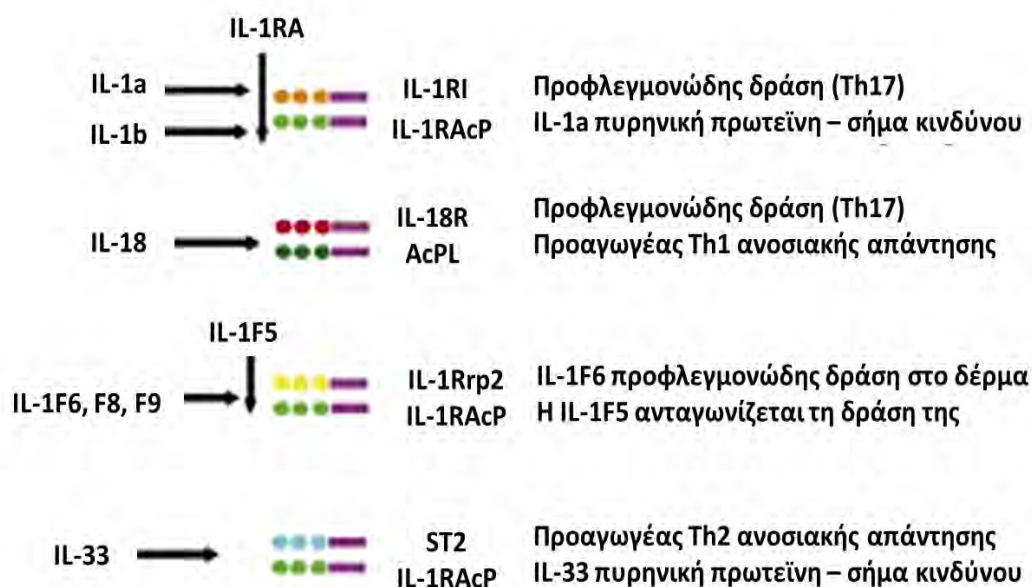 IL-1RA
IL-1a
IL-1b
IL-1RI
IL-1RAcP
Προφλεγμονώδης δράση (Th17)
IL-1a πυρηνική πρωτεϊνη – σήμα κινδύνου
IL-18
IL-18R
AcPL
Προφλεγμονώδης δράση (Th17)
Προαγωγέας Th1 ανοσιακής απάντησης
IL-1F5
IL-1F6, F8, F9
IL-1Rrp2
IL-1RAcP
IL-1F6 προφλεγμονώδης δράση στο δέρμα
Η IL-1F5 ανταγωνίζεται τη δράση της
IL-33
ST2
IL-1RAcP
Προαγωγέας Th2 ανοσιακής απάντησης
IL-33 πυρηνική πρωτεϊνη – σήμα κινδύνου